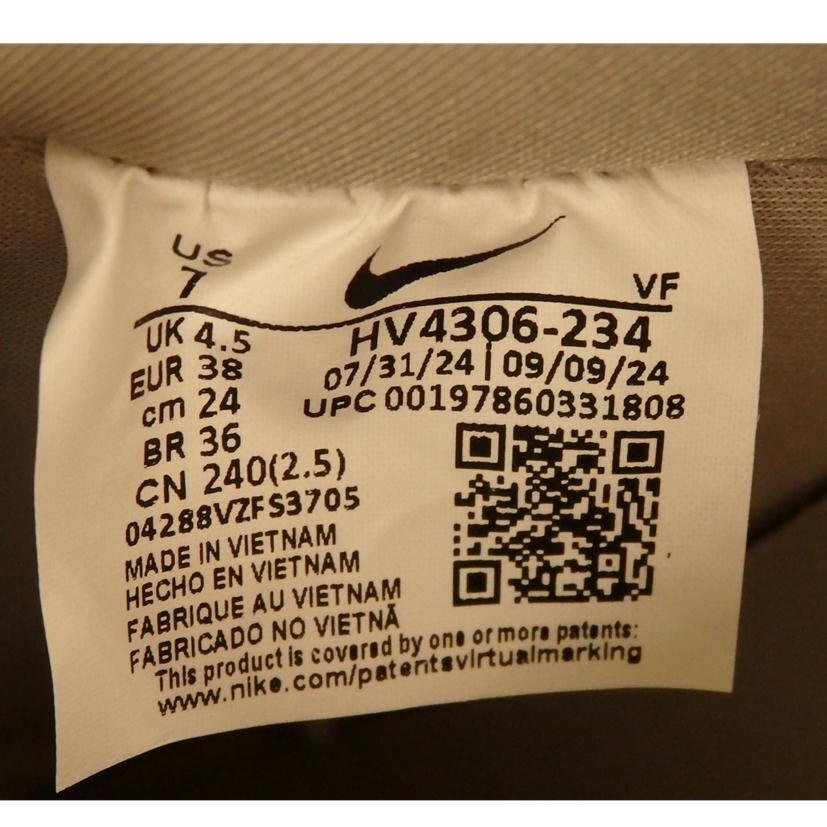 US
7
VF
UK 4.5
EUR 38
cm 24
BR 36
CN 240(2.5)
HV4306-234
07/31/24 | 09/09/24
UPC 00197860331808
04288VZFS3705
MADE IN VIETNAM
HECHO EN VIETNAM
FABRIQUE AU VIETNAM
FABRICADO NO VIETNÃ
This product is covered by one or more patents:
www.nike.com/patentsvirtualmarking